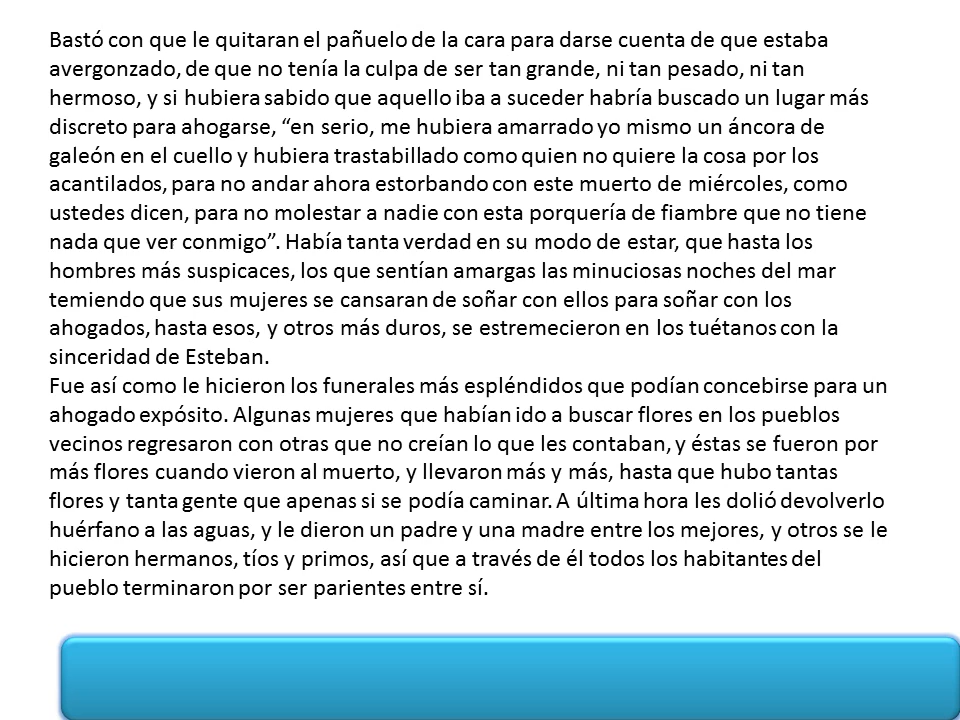 Bastó con que le quitaran el pañuelo de la cara para darse cuenta de que estaba
avergonzado, de que no tenía la culpa de ser tan grande, ni tan pesado, ni tan
hermoso, y si hubiera sabido que aquello iba a suceder habría buscado un lugar más
discreto para ahogarse, “en serio, me hubiera amarrado yo mismo un áncora de
galeón en el cuello y hubiera trastabillado como quien no quiere la cosa por los
acantilados, para no andar ahora estorbando con este muerto de miércoles, como
ustedes dicen, para no molestar a nadie con esta porquería de fiambre que no tiene
nada que ver conmigo”. Había tanta verdad en su modo de estar, que hasta los
hombres más suspicaces, los que sentían amargas las minuciosas noches del mar
temiendo que sus mujeres se cansaran de soñar con ellos para soñar con los
ahogados, hasta esos, y otros más duros, se estremecieron en los tuétanos con la
sinceridad de Esteban.
Fue así como le hicieron los funerales más espléndidos que podían concebirse para un
ahogado expósito. Algunas mujeres que habían ido a buscar flores en los pueblos
vecinos regresaron con otras que no creían lo que les contaban, y éstas se fueron por
más flores cuando vieron al muerto, y llevaron más y más, hasta que hubo tantas
flores y tanta gente que apenas si se podía caminar. A última hora les dolió devolverlo
huérfano a las aguas, y le dieron un padre y una madre entre los mejores, y otros se le
hicieron hermanos, tíos y primos, así que a través de él todos los habitantes del
pueblo terminaron por ser parientes entre sí.